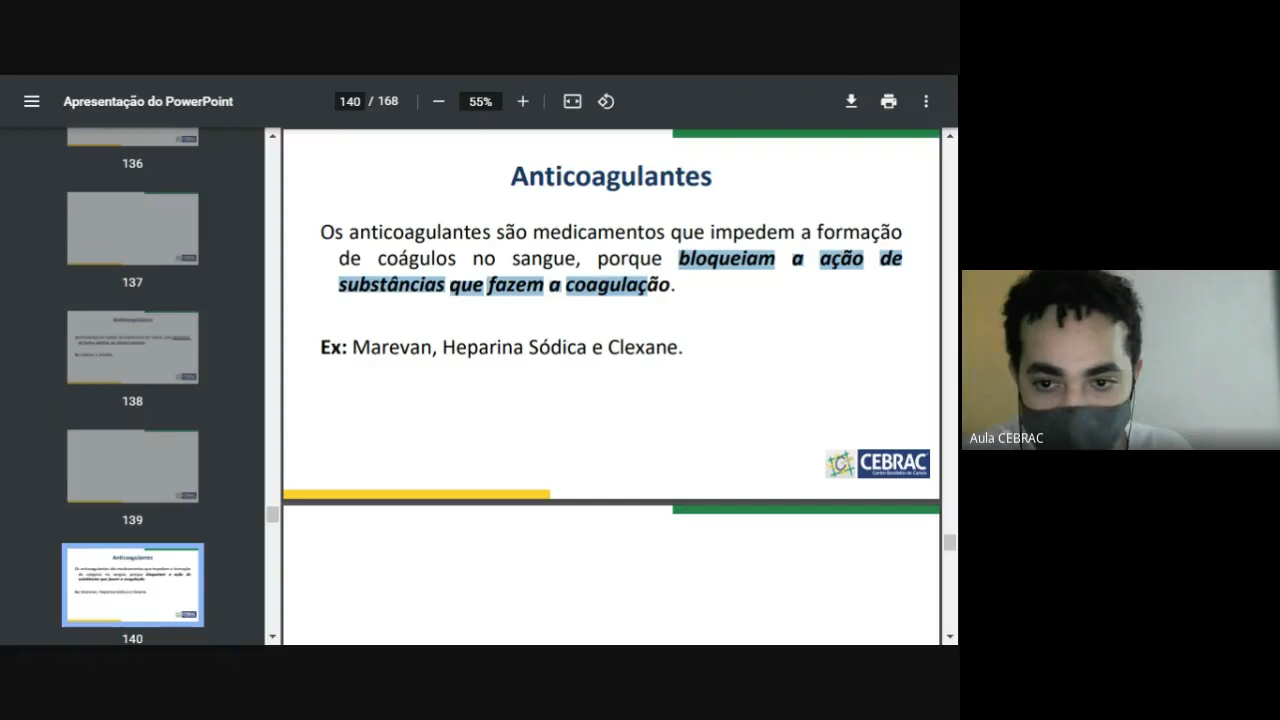 Apresentação do PowerPoint
140 / 168
55%
136
137
138
139
140
Anticoagulantes
Os anticoagulantes são medicamentos que impedem a formação
de coágulos no sangue, porque bloqueiam a ação de
substâncias que fazem a coagulação.
Ex: Marevan, Heparina Sódica e Clexane.
CEBRAC
Aula CEBRAC